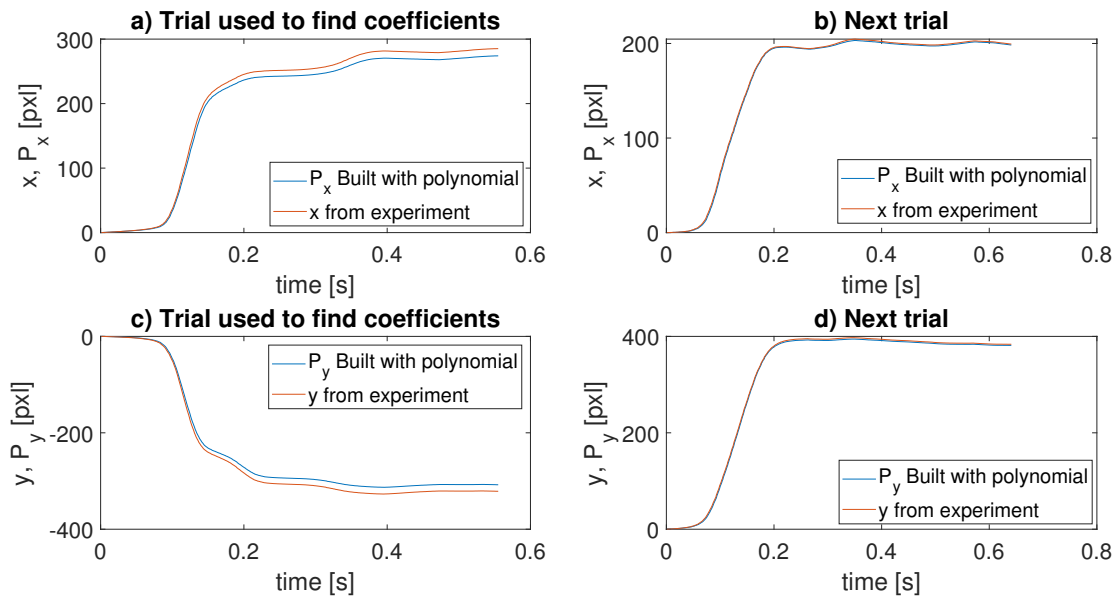 a) Trial used to find coefficients
300
200
100
0
x, P_x [pxl]
P_x Built with polynomial
x from experiment
0 0.2 0.4 0.6
time [s]
b) Next trial
200
100
0
x, P_x [pxl]
P_x Built with polynomial
x from experiment
0 0.2 0.4 0.6 0.8
time [s]
c) Trial used to find coefficients
0
-200
-400
y, P_y [pxl]
P_y Built with polynomial
y from experiment
0 0.2 0.4 0.6
time [s]
d) Next trial
400
200
0
y, P_y [pxl]
P_y Built with polynomial
y from experiment
0 0.2 0.4 0.6 0.8
time [s]